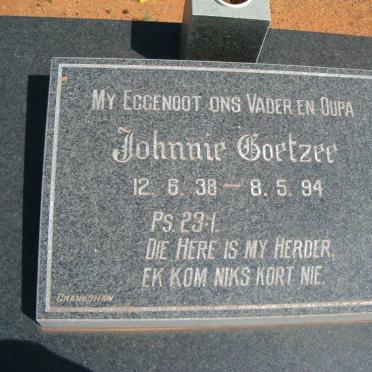 MY EGGENOOT ONS VADER EN OUPA
Johnnie Coetzee
12. 6. 38 — 8. 5. 94
PS. 23:1.
DIE HERE IS MY HERDER,
EK KOM NIKS KORT NIE.
CRANKSHAW